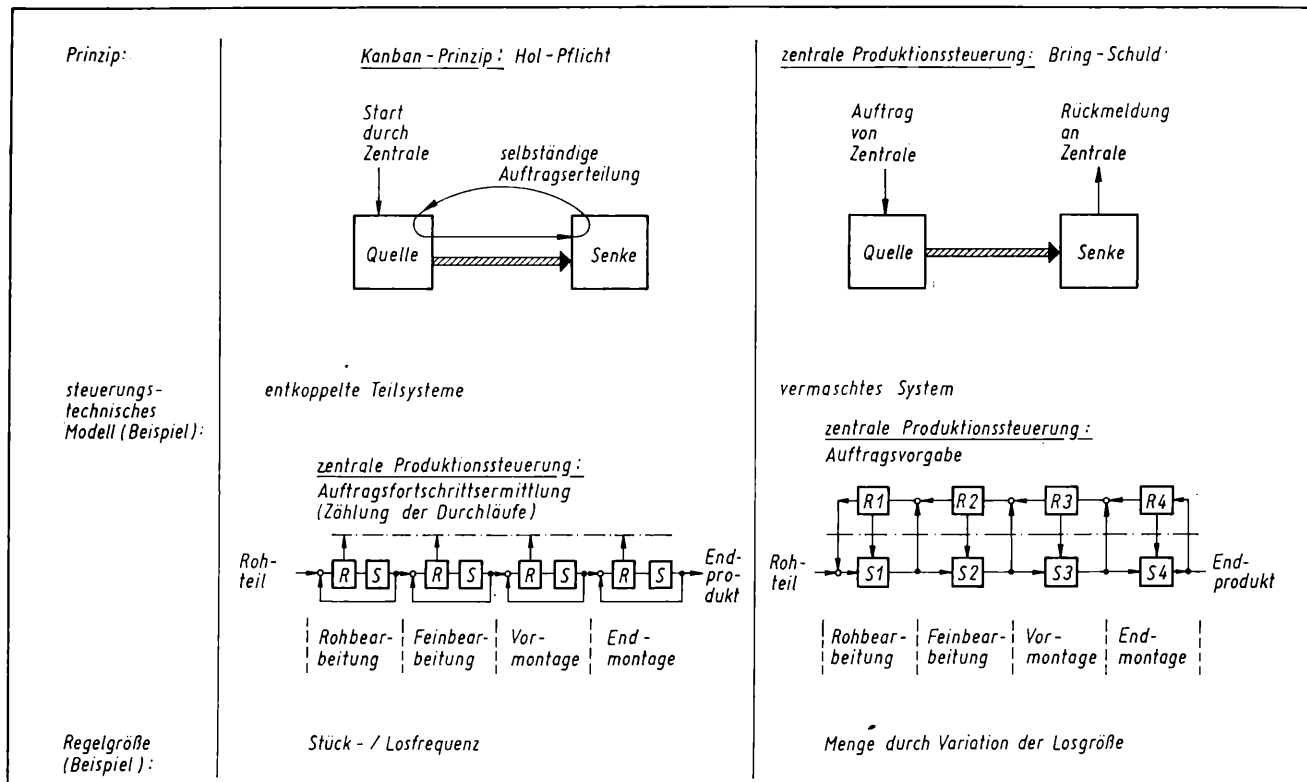 Prinzip:
Kanban-Prinzip: Hol-Pflicht
zentrale Produktionssteuerung: Bring-Schuld
Start
durch
Zentrale
selbständige
Auftragserteilung
Quelle
Senke
Auftrag
von
Zentrale
Rückmeldung
an
Zentrale
Quelle
Senke
steuerungs-
technisches
Modell (Beispiel):
entkoppelte Teilsysteme
zentrale Produktionssteuerung:
Auftragsfortschrittsermittlung
(Zählung der Durchläufe)
Roh-
teil
R S R S R S R S
End-
pro-
dukt
Rohbear-
beitung
Feinbear-
beitung
Vor-
montage
End-
montage
vermaschtes System
zentrale Produktionssteuerung:
Auftragsvorgabe
R1 R2 R3 R4
Roh-
teil
S1 S2 S3 S4
End-
produkt
Rohbear-
beitung
Feinbear-
beitung
Vor-
montage
End-
montage
Regelgröße
(Beispiel):
Stück-/Losfrequenz
Menge durch Variation der Losgröße